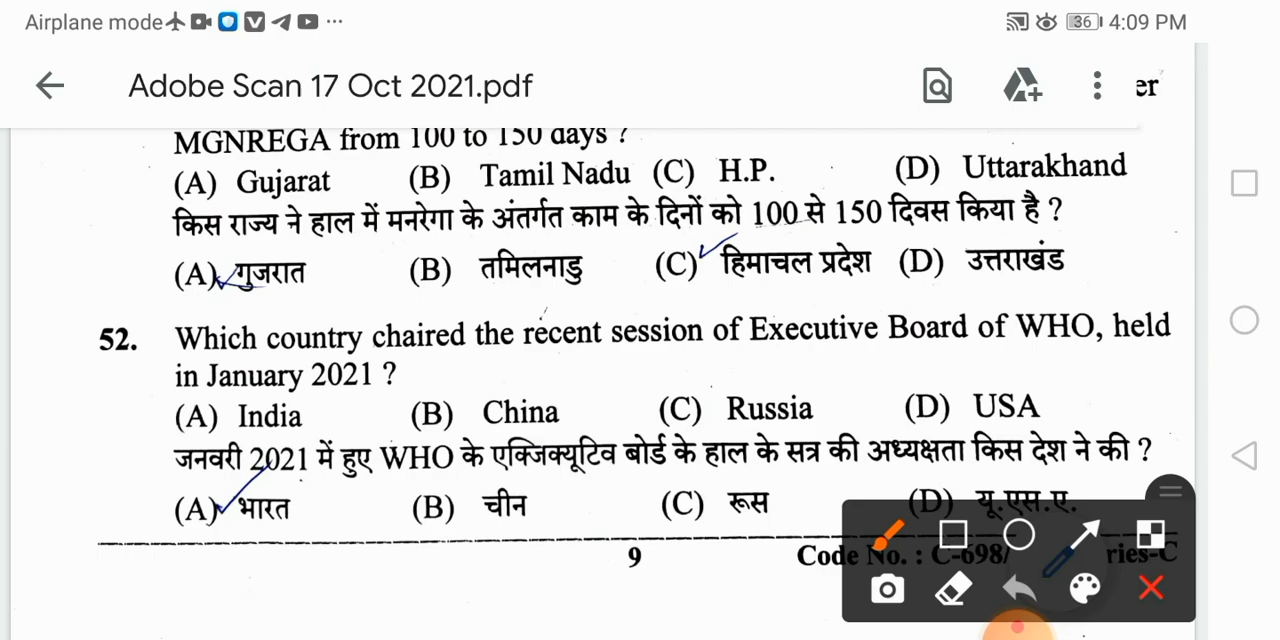 Airplane mode 36 4:09 PM
Adobe Scan 17 Oct 2021.pdf er
MGNREGA from 100 to 150 days ?
(A) Gujarat (B) Tamil Nadu (C) H.P. (D) Uttarakhand
किस राज्य ने हाल में मनरेगा के अंतर्गत काम के दिनों को 100 से 150 दिवस किया है ?
(A) गुजरात (B) तमिलनाडु (C) हिमाचल प्रदेश (D) उत्तराखंड
52. Which country chaired the recent session of Executive Board of WHO, held
in January 2021 ?
(A) India (B) China (C) Russia (D) USA
जनवरी 2021 में हुए WHO के एक्जिक्यूटिव बोर्ड के हाल के सत्र की अध्यक्षता किस देश ने की ?
(A) भारत (B) चीन (C) रूस (D) यू.एस.ए.
9 Code No. : C-698/ ries-C